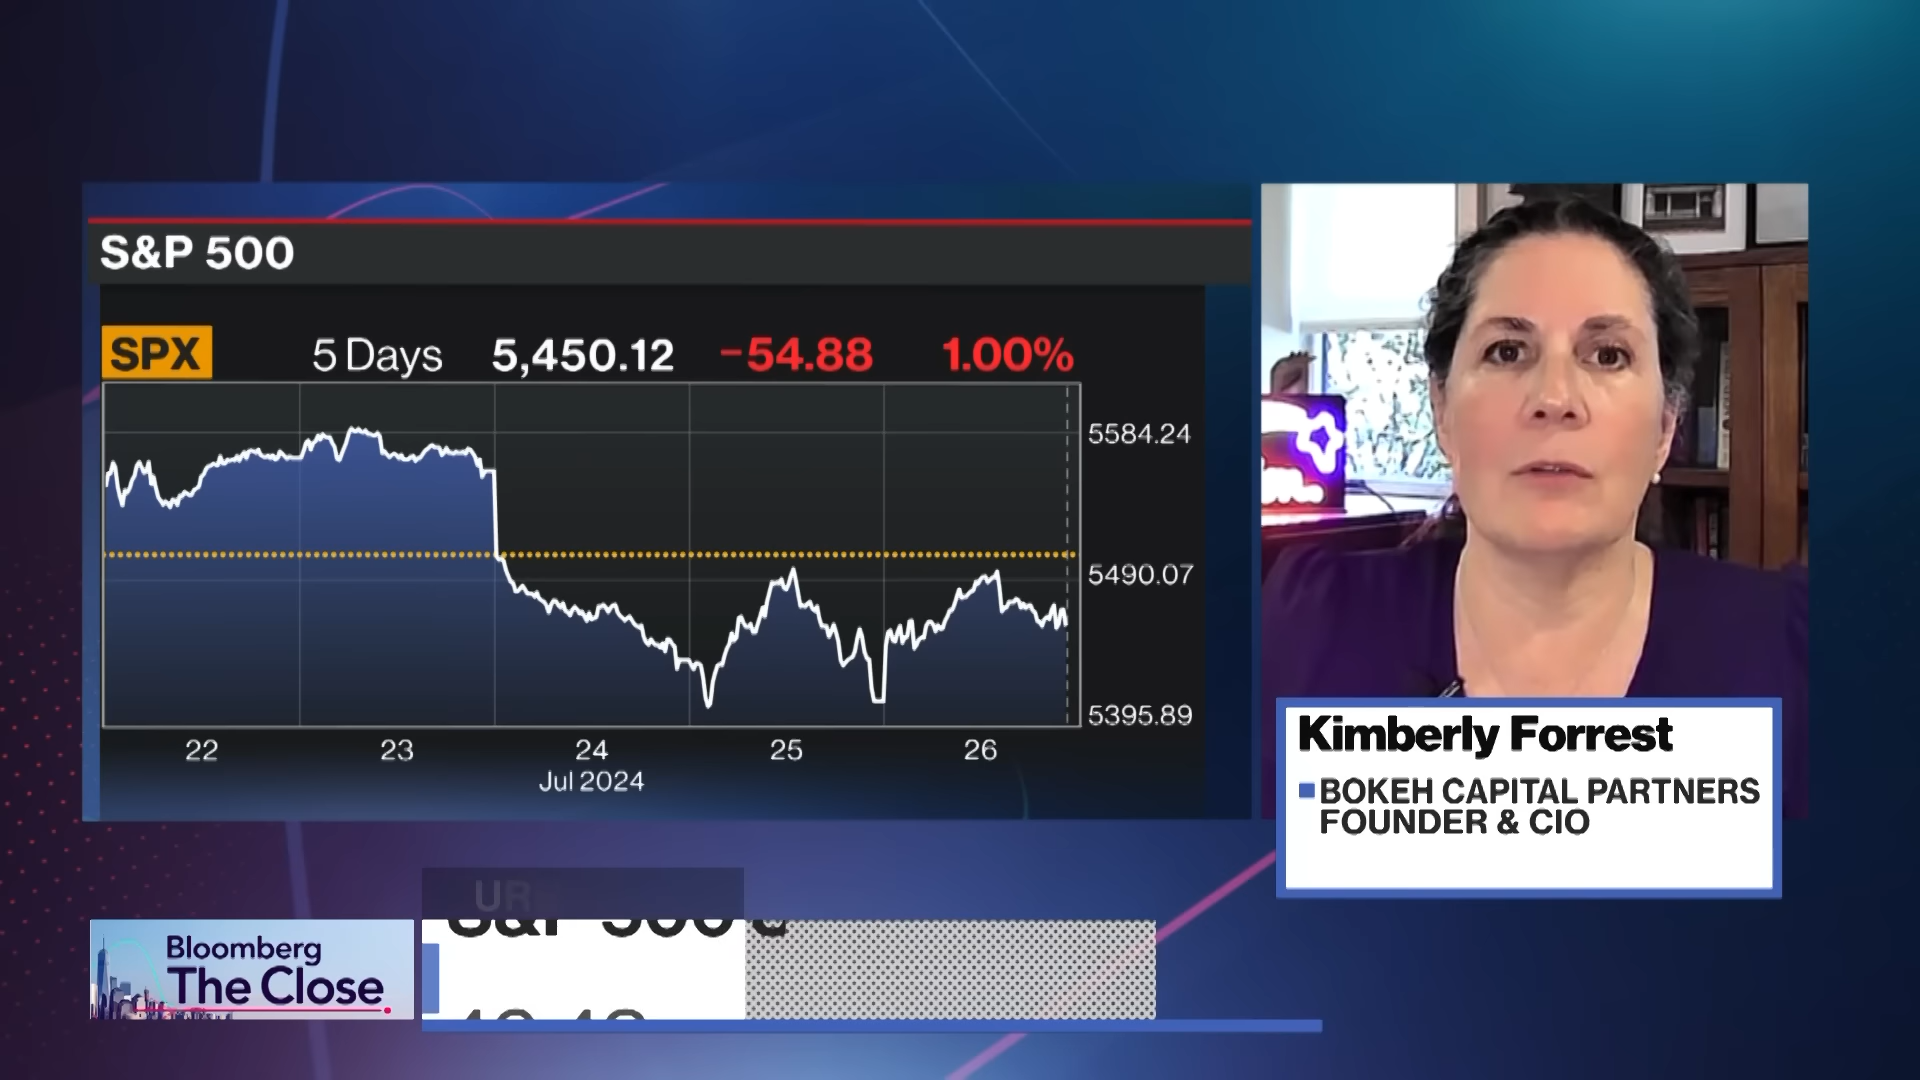 S&P 500
SPX 5 Days 5,450.12 -54.88 1.00%
5584.24
5490.07
5395.89
22 23 24 25 26
Jul 2024
Kimberly Forrest
BOKEH CAPITAL PARTNERS
FOUNDER & CIO
S&P 500
Bloomberg
The Close